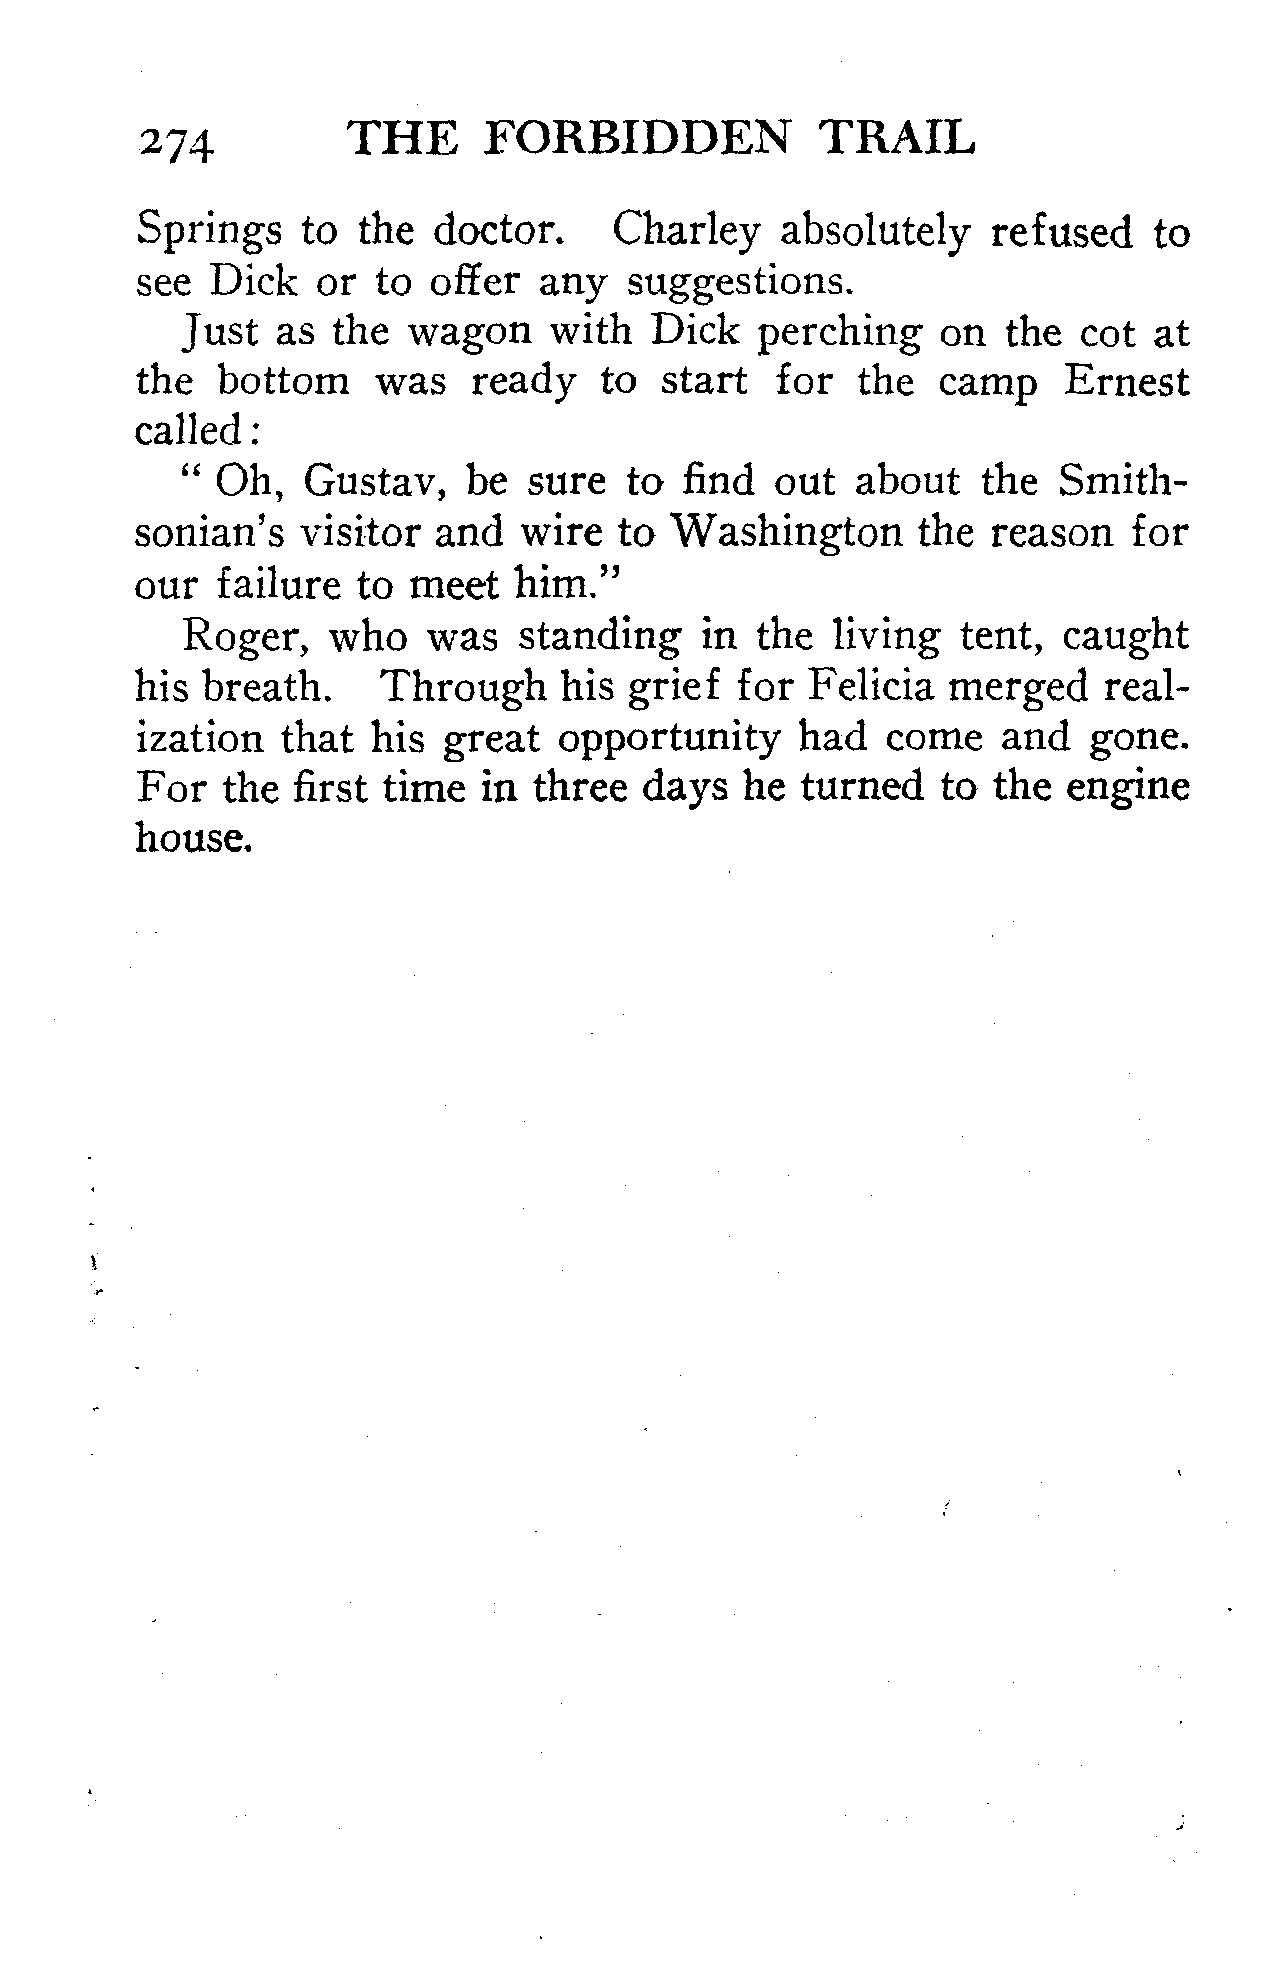 274 THE FORBIDDEN TRAIL
Springs to the doctor. Charley absolutely refused to
see Dick or to offer any suggestions.
Just as the wagon with Dick perching on the cot at
the bottom was ready to start for the camp Ernest
called :
“ Oh, Gustav, be sure to find out about the Smith-
sonian's visitor and wire to Washington the reason for
our failure to meet him.”
Roger, who was standing in the living tent, caught
his breath. Through his grief for Felicia merged real-
ization that his great opportunity had come and gone.
For the first time in three days he turned to the engine
house.